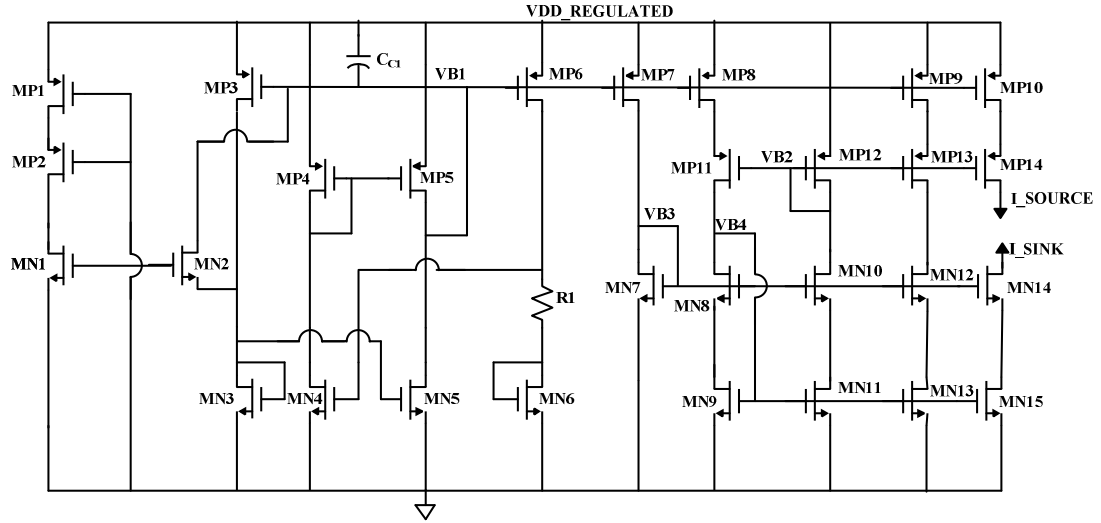 VDD_REGULATED
CC1
VB1
MP1
MP3
MP6
MP7
MP8
MP9
MP10
MP2
MP4
MP5
MP11
VB2
MP12
MP13
MP14
I_SOURCE
VB3
VB4
I_SINK
MN1
MN2
MN7
MN8
MN10
MN12
MN14
R1
MN3
MN4
MN5
MN6
MN9
MN11
MN13
MN15